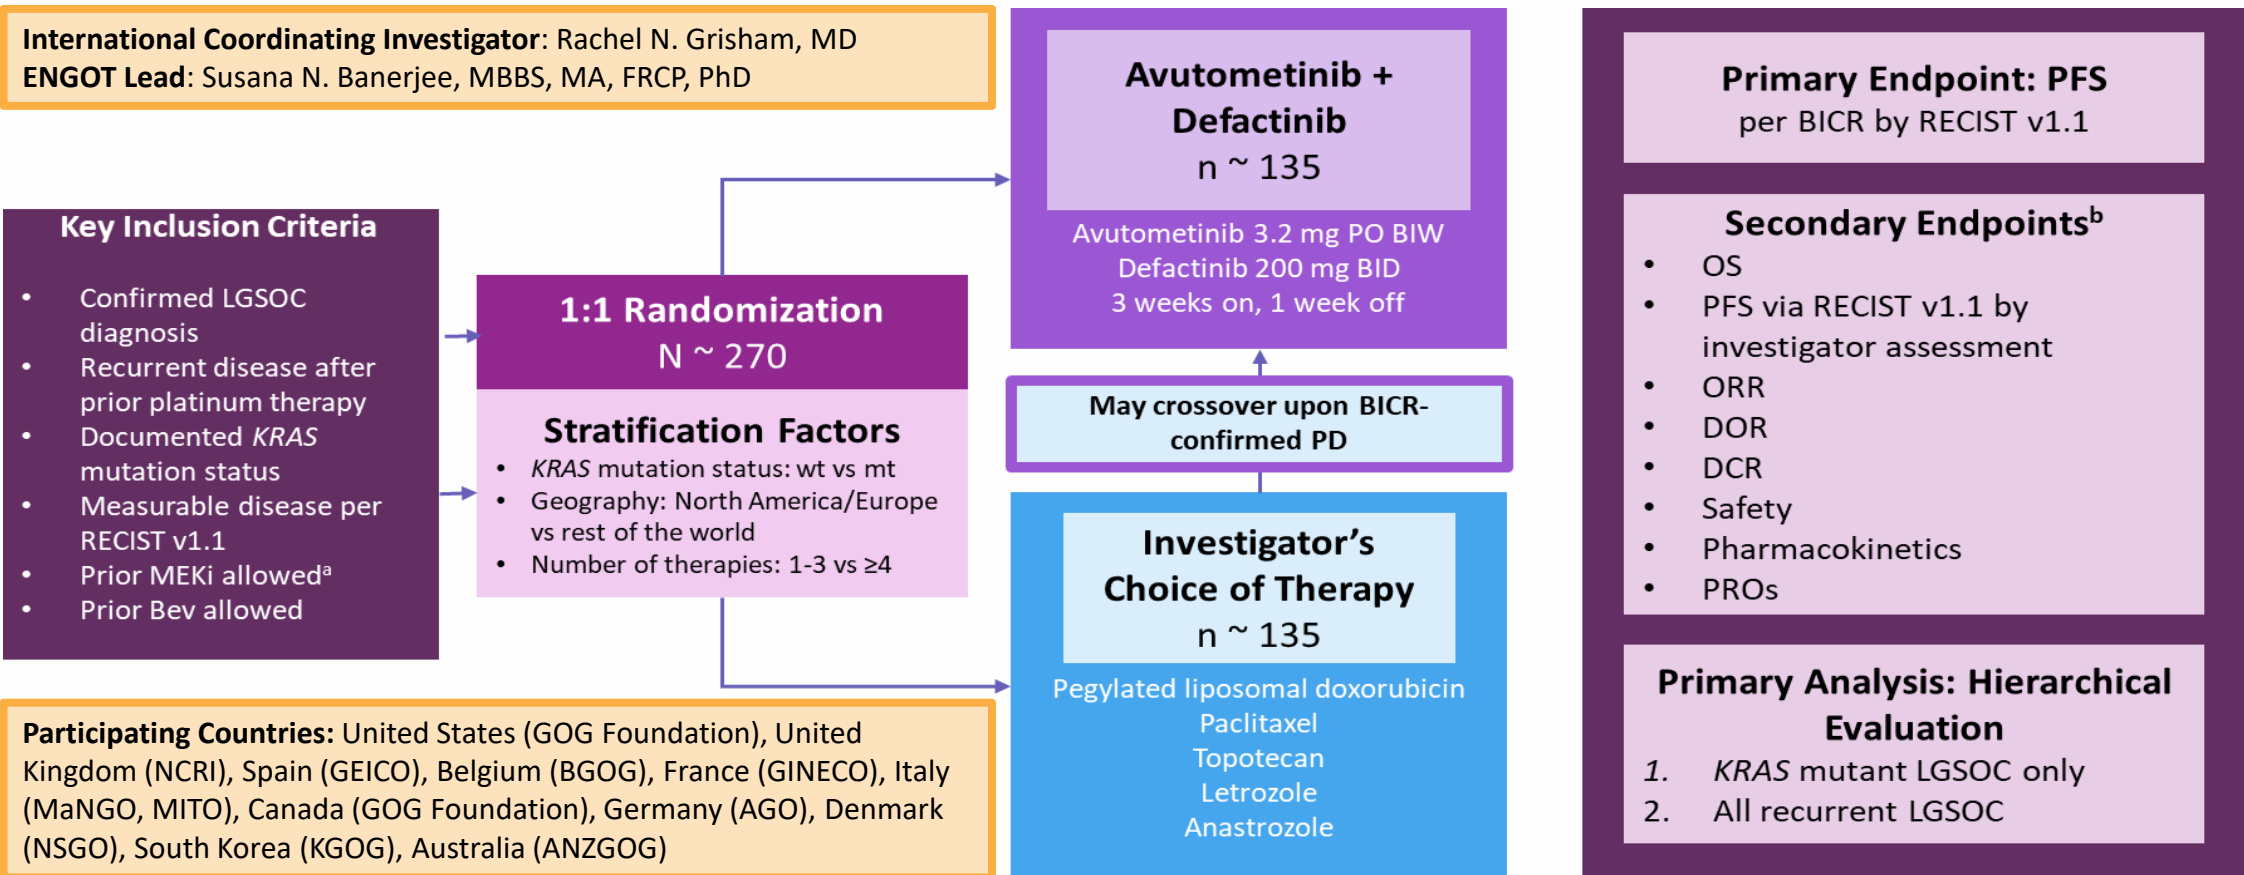 International Coordinating Investigator: Rachel N. Grisham, MD
ENGOT Lead: Susana N. Banerjee, MBBS, MA, FRCP, PhD
Key Inclusion Criteria
• Confirmed LGSOC
diagnosis
• Recurrent disease after
prior platinum therapy
• Documented KRAS
mutation status
• Measurable disease per
RECIST v1.1
• Prior MEKi allowedᵃ
• Prior Bev allowed
1:1 Randomization
N ~ 270
Stratification Factors
• KRAS mutation status: wt vs mt
• Geography: North America/Europe
vs rest of the world
• Number of therapies: 1-3 vs ≥4
Participating Countries: United States (GOG Foundation), United
Kingdom (NCRI), Spain (GEICO), Belgium (BGOG), France (GINECO), Italy
(MaNGO, MITO), Canada (GOG Foundation), Germany (AGO), Denmark
(NSGO), South Korea (KGOG), Australia (ANZGOG)
Avutometinib +
Defactinib
n ~ 135
Avutometinib 3.2 mg PO BIW
Defactinib 200 mg BID
3 weeks on, 1 week off
May crossover upon BICR-
confirmed PD
Investigator’s
Choice of Therapy
n ~ 135
Pegylated liposomal doxorubicin
Paclitaxel
Topotecan
Letrozole
Anastrozole
Primary Endpoint: PFS
per BICR by RECIST v1.1
Secondary Endpointsᵇ
• OS
• PFS via RECIST v1.1 by
investigator assessment
• ORR
• DOR
• DCR
• Safety
• Pharmacokinetics
• PROs
Primary Analysis: Hierarchical
Evaluation
1. KRAS mutant LGSOC only
2. All recurrent LGSOC